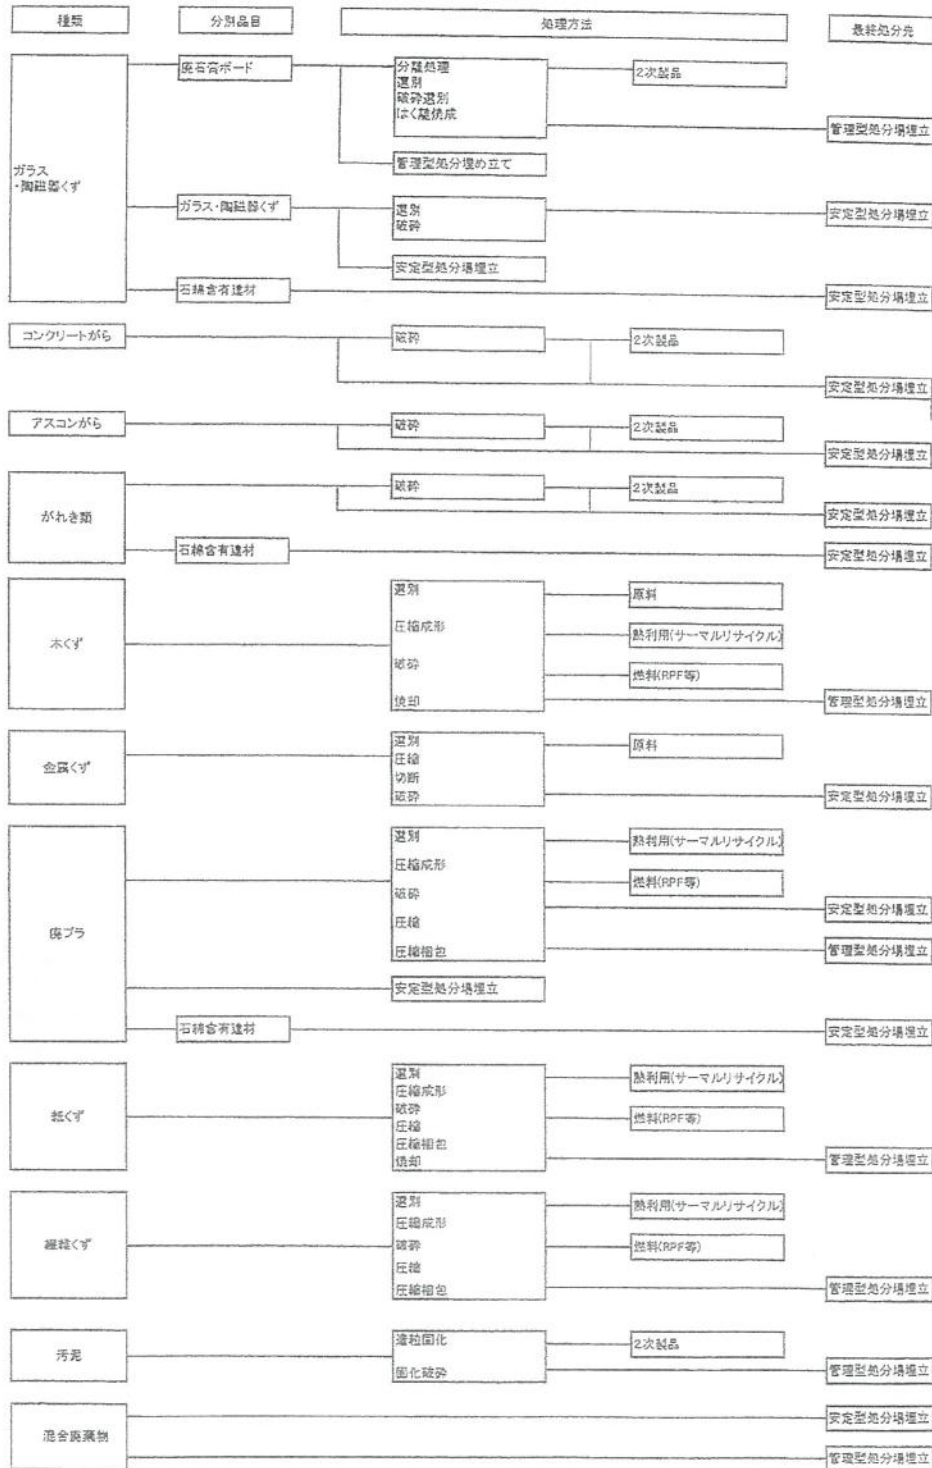 種類
分別品目
処理方法
最終処分先
ガラス
・陶磁器くず
廃石膏ボード
分離処理
選別
破砕選別
はく離焼成
2次製品
管理型処分場埋立
管理型処分埋め立て
ガラス・陶磁器くず
選別
破砕
安定型処分場埋立
安定型処分場埋立
石綿含有建材
安定型処分場埋立
コンクリートがら
破砕
2次製品
安定型処分場埋立
アスコンがら
破砕
2次製品
安定型処分場埋立
がれき類
破砕
2次製品
安定型処分場埋立
石綿含有建材
安定型処分場埋立
木くず
選別
圧縮成形
破砕
焼却
原料
熱利用(サーマルリサイクル)
燃料(RPF等)
管理型処分場埋立
金属くず
選別
圧縮
切断
破砕
原料
安定型処分場埋立
廃プラ
選別
圧縮成形
破砕
圧縮
圧縮梱包
熱利用(サーマルリサイクル)
燃料(RPF等)
安定型処分場埋立
管理型処分場埋立
安定型処分場埋立
石綿含有建材
安定型処分場埋立
紙くず
選別
圧縮成形
破砕
圧縮
圧縮梱包
焼却
熱利用(サーマルリサイクル)
燃料(RPF等)
管理型処分場埋立
繊維くず
選別
圧縮成形
破砕
圧縮
圧縮梱包
熱利用(サーマルリサイクル)
燃料(RPF等)
管理型処分場埋立
汚泥
造粒固化
固化破砕
2次製品
管理型処分場埋立
混合廃棄物
安定型処分場埋立
管理型処分場埋立